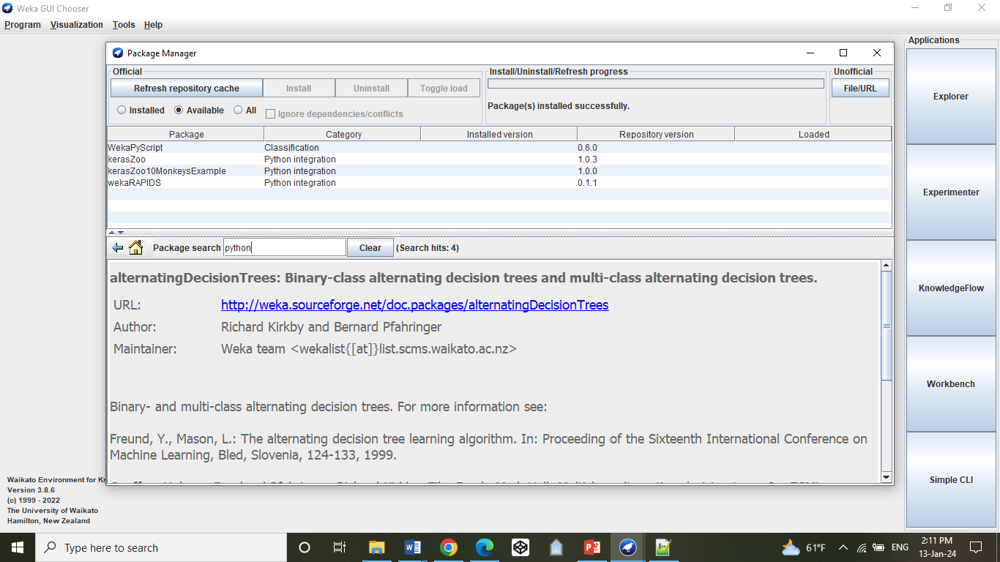 Weka GUI Chooser
Program Visualization Tools Help
Applications
Package Manager
Official
Install/Uninstall/Refresh progress
Unofficial
Refresh repository cache
Install
Uninstall
Toggle load
File/URL
Installed
Available
All
Ignore dependencies/conflicts
Package(s) installed successfully.
Package Category Installed version Repository version Loaded
WekaPyScript Classification 0.6.0
kerasZoo Python integration 1.0.3
kerasZoo10MonkeysExample Python integration 1.0.0
wekaRAPIDS Python integration 0.1.1
Package search python Clear (Search hits: 4)
alternatingDecisionTrees: Binary-class alternating decision trees and multi-class alternating decision trees.
URL: http://weka.sourceforge.net/doc.packages/alternatingDecisionTrees
Author: Richard Kirkby and Bernard Pfahringer
Maintainer: Weka team <wekalist{[at]}list.scms.waikato.ac.nz>
Binary- and multi-class alternating decision trees. For more information see:
Freund, Y., Mason, L.: The alternating decision tree learning algorithm. In: Proceeding of the Sixteenth International Conference on
Machine Learning, Bled, Slovenia, 124-133, 1999.
Explorer
Experimenter
KnowledgeFlow
Workbench
Simple CLI
Waikato Environment for Kn
Version 3.8.6
(c) 1999 - 2022
The University of Waikato
Hamilton, New Zealand
Type here to search
61°F
ENG
2:11 PM
13-Jan-24